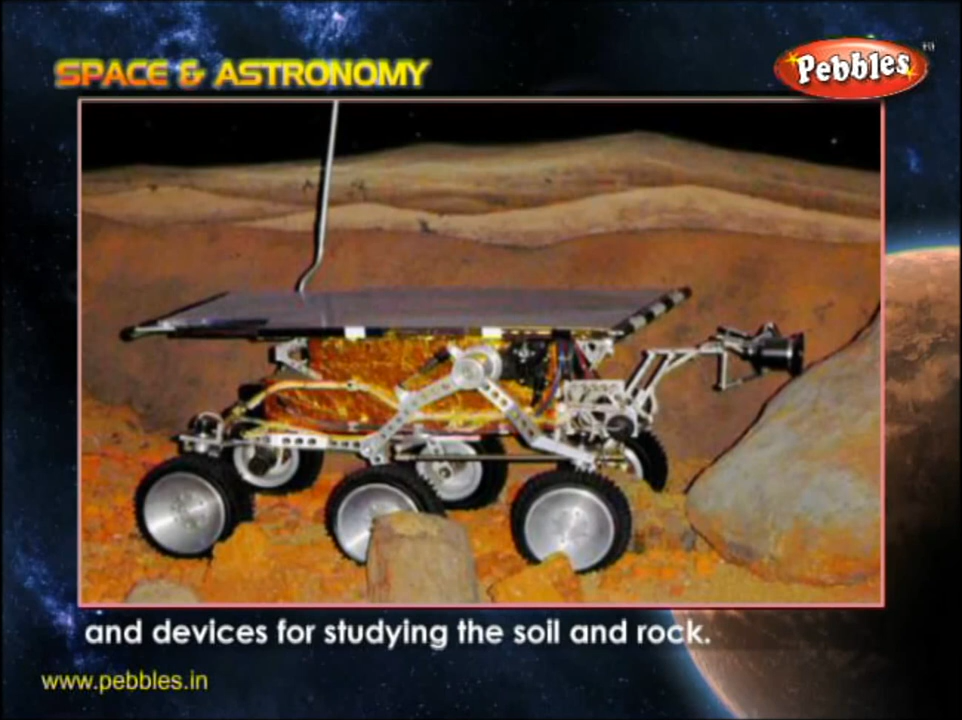 SPACE & ASTRONOMY
Pebbles
and devices for studying the soil and rock.
www.pebbles.in